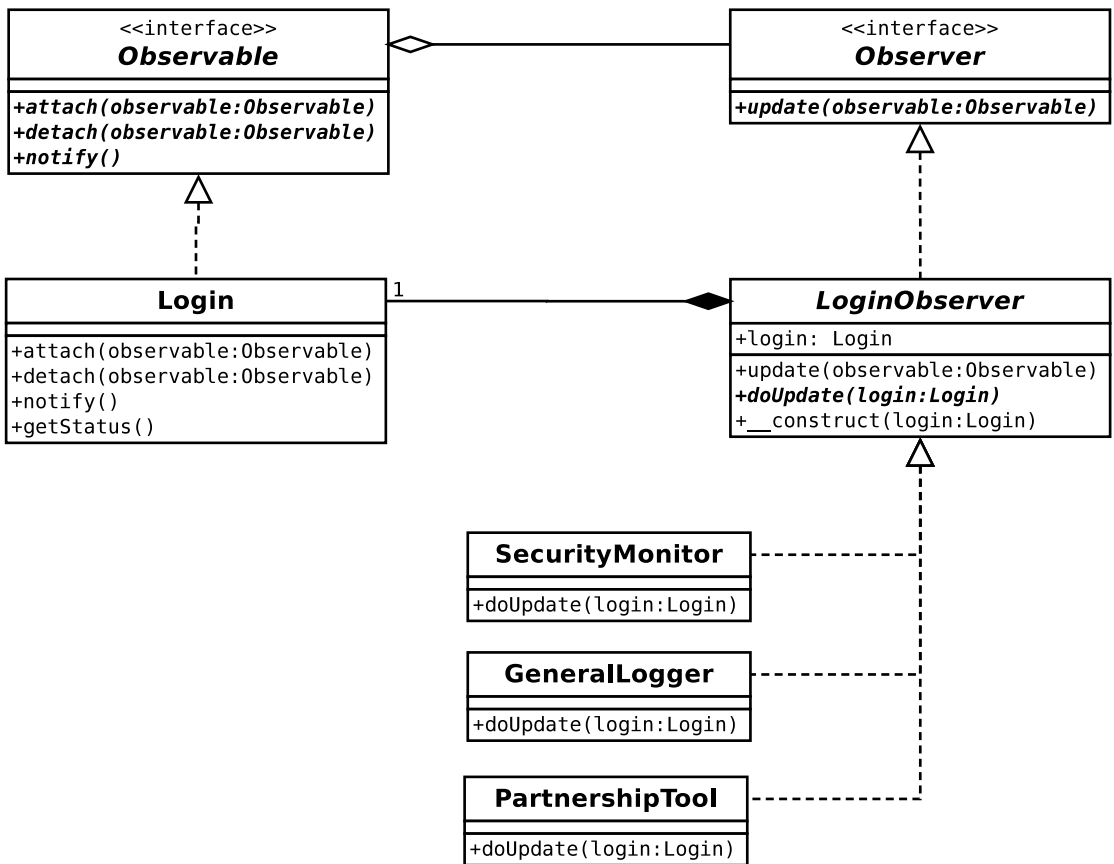 <<interface>>
Observable
+attach(observable:Observable)
+detach(observable:Observable)
+notify()
<<interface>>
Observer
+update(observable:Observable)
Login
+attach(observable:Observable)
+detach(observable:Observable)
+notify()
+getStatus()
1
LoginObserver
+login: Login
+update(observable:Observable)
+doUpdate(login:Login)
+__construct(login:Login)
SecurityMonitor
+doUpdate(login:Login)
GeneralLogger
+doUpdate(login:Login)
PartnershipTool
+doUpdate(login:Login)